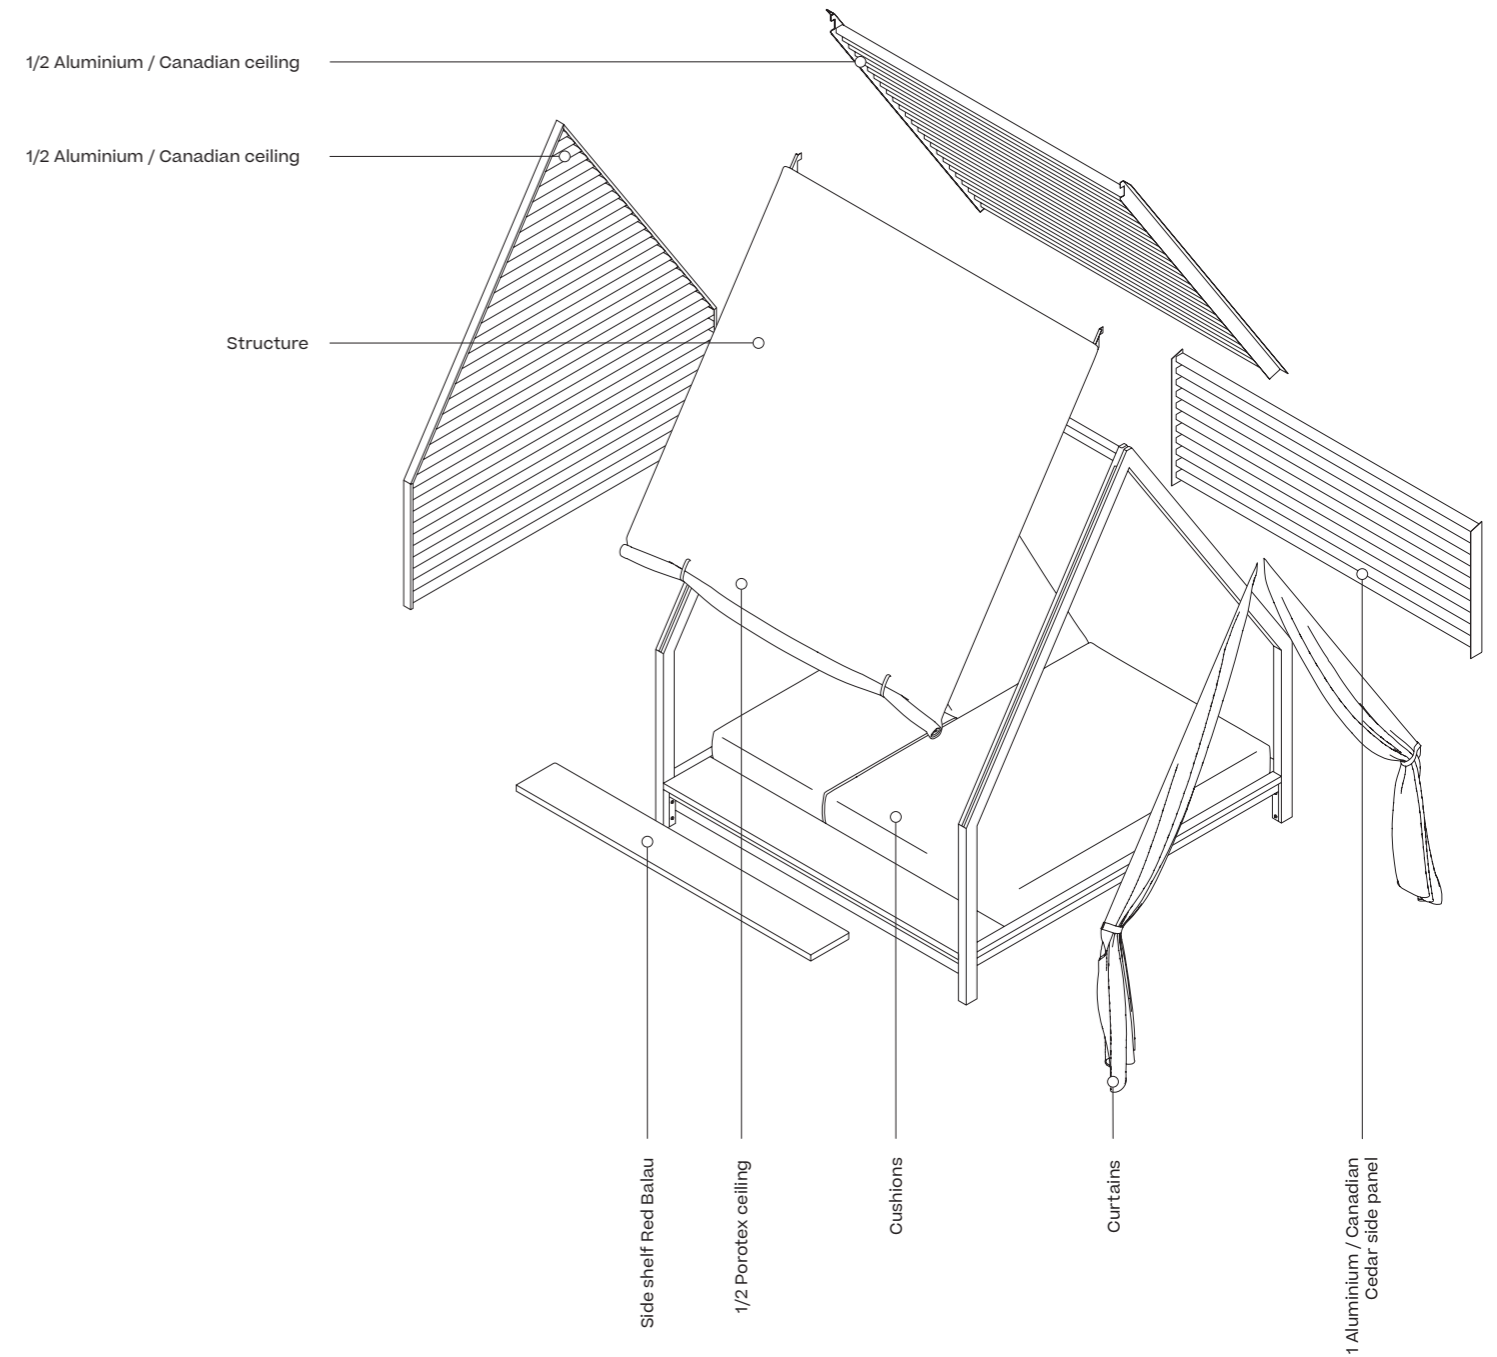 1/2 Aluminium / Canadian ceiling
1/2 Aluminium / Canadian ceiling
Structure
Side shelf Red Balau
1/2 Porotex ceiling
Cushions
Curtains
1 Aluminium / Canadian
Cedar side panel